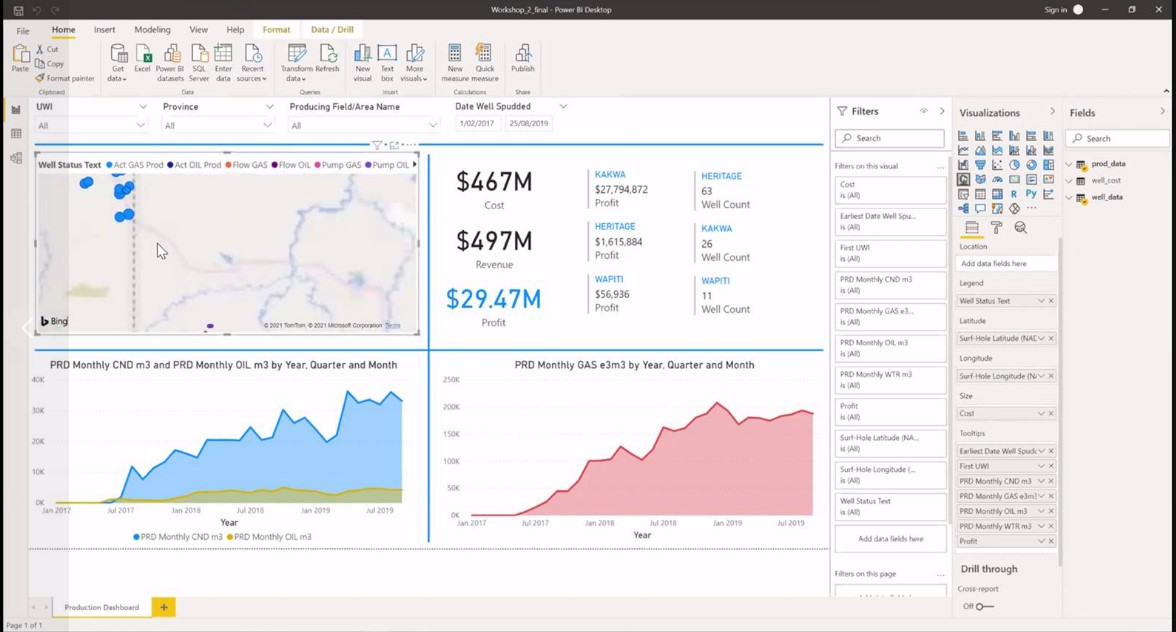 Workshop_2_final - Power BI Desktop
Sign in
File Home Insert Modeling View Help Format Data / Drill
Paste
Cut
Copy
Format painter
Clipboard
Get data
Excel
Power BI datasets
SQL Server
Enter data
Recent sources
Data
Transform data
Refresh
Queries
New visual
Text box
More visuals
Insert
New measure
Quick measure
Calculations
Publish
Share
UWI
All
Province
All
Producing Field/Area Name
All
Date Well Spudded
1/02/2017 25/08/2019
Well Status Text Act GAS Prod Act OIL Prod Flow GAS Flow OIL Pump GAS Pump OIL
Bing
© 2021 TomTom, © 2021 Microsoft Corporation Terms
$467M
Cost
$497M
Revenue
$29.47M
Profit
KAKWA
$27,794,872
Profit
HERITAGE
$1,615,884
Profit
WAPITI
$56,936
Profit
HERITAGE
63
Well Count
KAKWA
26
Well Count
WAPITI
11
Well Count
PRD Monthly CND m3 and PRD Monthly OIL m3 by Year, Quarter and Month
40K
30K
20K
10K
0K
Jan 2017 Jul 2017 Jan 2018 Jul 2018 Jan 2019 Jul 2019
Year
PRD Monthly CND m3 PRD Monthly OIL m3
PRD Monthly GAS e3m3 by Year, Quarter and Month
250K
200K
150K
100K
50K
0K
Jan 2017 Jul 2017 Jan 2018 Jul 2018 Jan 2019 Jul 2019
Year
Filters
Search
Filters on this visual
...
Cost
is (All)
Earliest Date Well Spu...
is (All)
First UWI
is (All)
PRD Monthly CND m3
is (All)
PRD Monthly GAS e3...
is (All)
PRD Monthly OIL m3
is (All)
PRD Monthly WTR m3
is (All)
Profit
is (All)
Surf-Hole Latitude (NA...
is (All)
Surf-Hole Longitude (...
is (All)
Well Status Text
is (All)
Add data fields here
Filters on this page
...
Visualizations
R Py
...
Location
Add data fields here
Legend
Well Status Text
Latitude
Surf-Hole Latitude (NAD
Longitude
Surf-Hole Longitude (N
Size
Cost
Tooltips
Earliest Date Well Spud
First UWI
PRD Monthly CND m3
PRD Monthly GAS e3m3
PRD Monthly OIL m3
PRD Monthly WTR m3
Profit
Drill through
Cross-report
Off
Fields
Search
prod_data
well_cost
well_data
Production Dashboard
+
Page 1 of 1